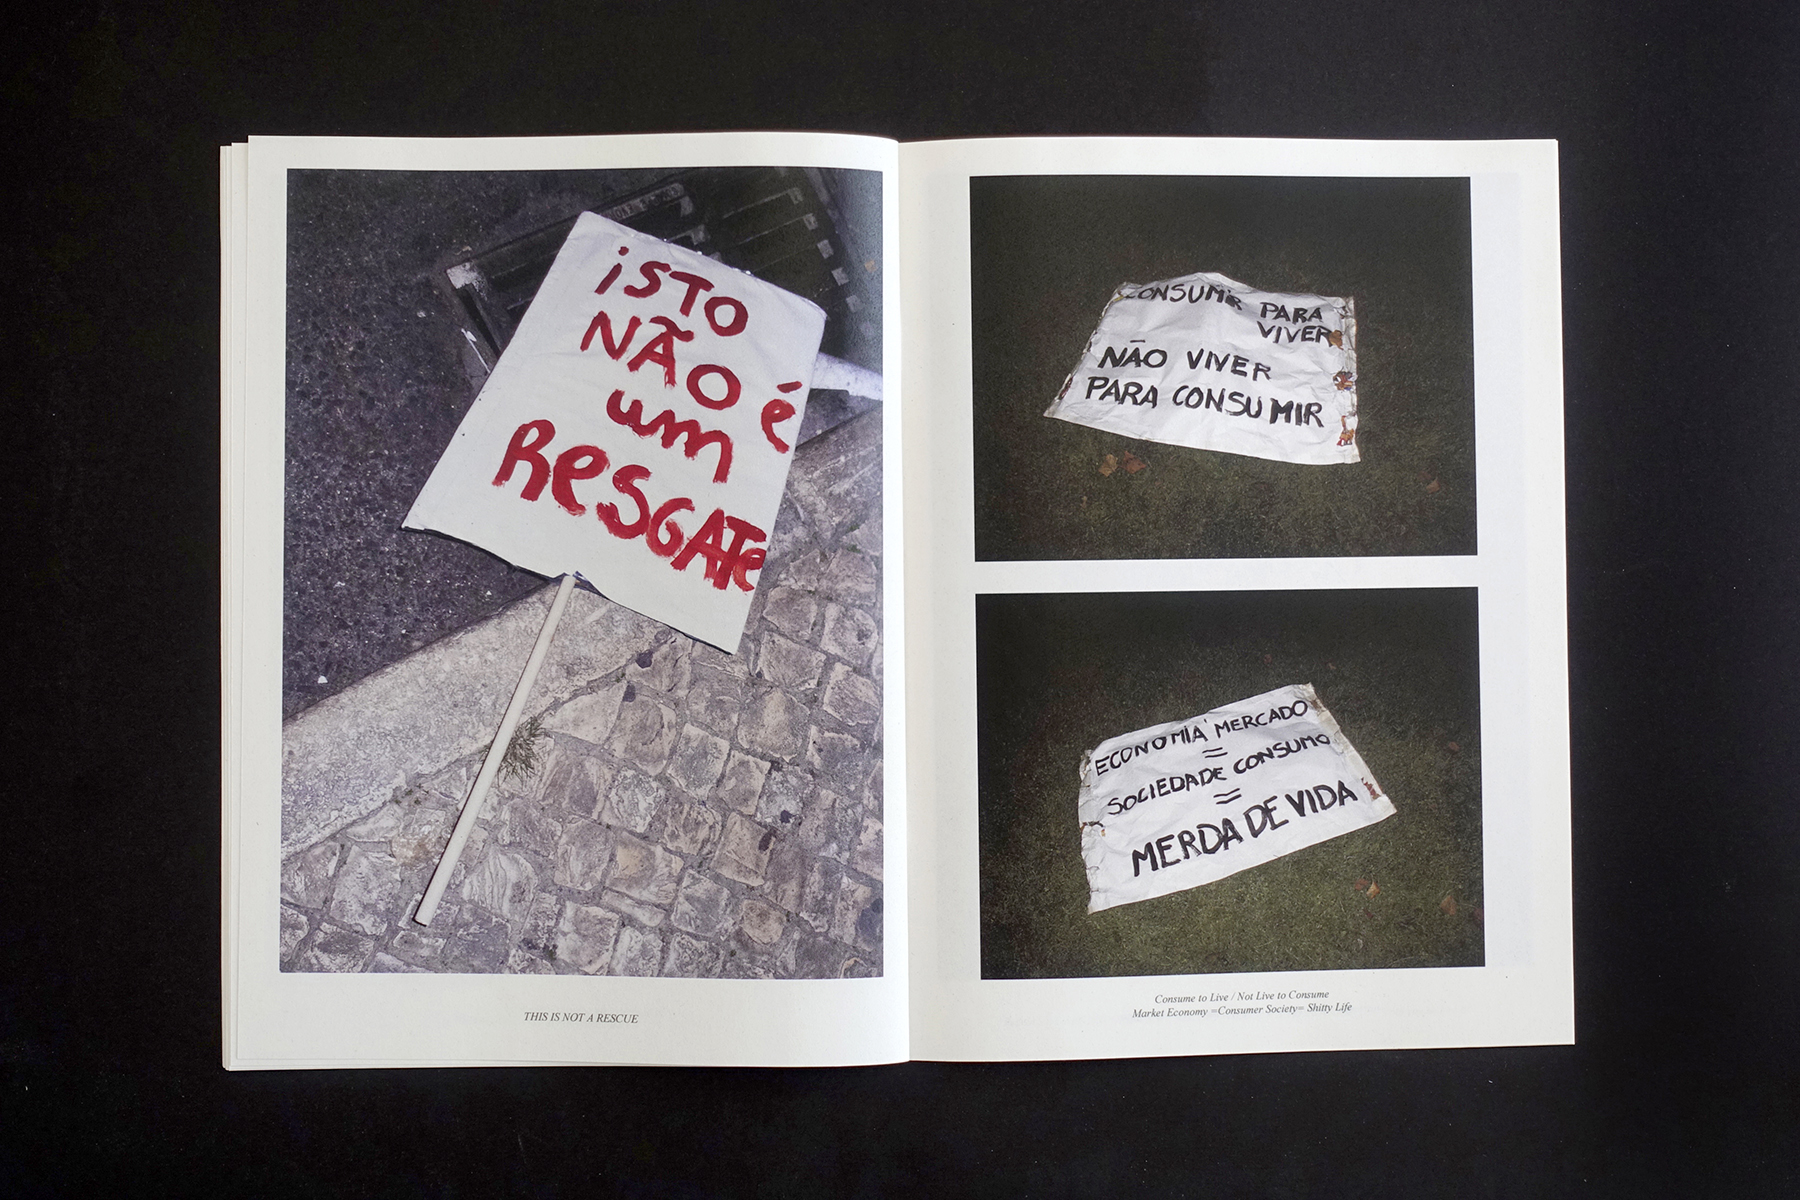 iSTO
NÃO é
um
ResGATe
THIS IS NOT A RESCUE
CONSUMIR PARA
VIVER
NÃO VIVER
PARA CONSUMIR
ECONOMIA MERCADO
=
SOCIEDADE CONSUMO
=
MERDA DE VIDA
Consume to Live / Not Live to Consume
Market Economy =Consumer Society= Shitty Life